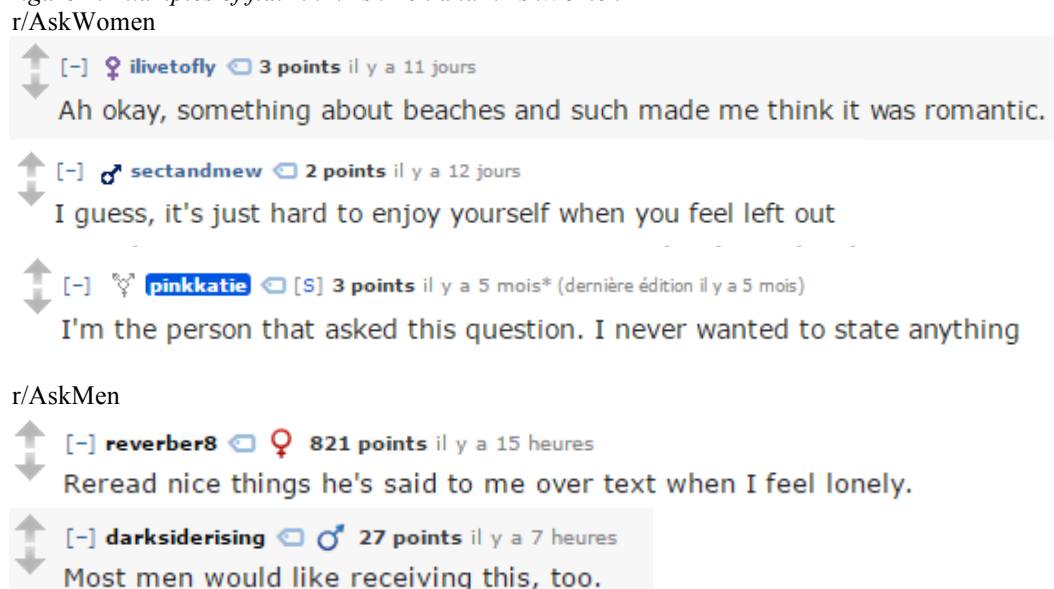 r/AskWomen
[-] ilivetofly 3 points il y a 11 jours
Ah okay, something about beaches and such made me think it was romantic.
[-] sectandmew 2 points il y a 12 jours
I guess, it's just hard to enjoy yourself when you feel left out
[-] pinkkatie [S] 3 points il y a 5 mois* (dernière édition il y a 5 mois)
I'm the person that asked this question. I never wanted to state anything
r/AskMen
[-] reverber8 821 points il y a 15 heures
Reread nice things he's said to me over text when I feel lonely.
[-] darksiderising 27 points il y a 7 heures
Most men would like receiving this, too.